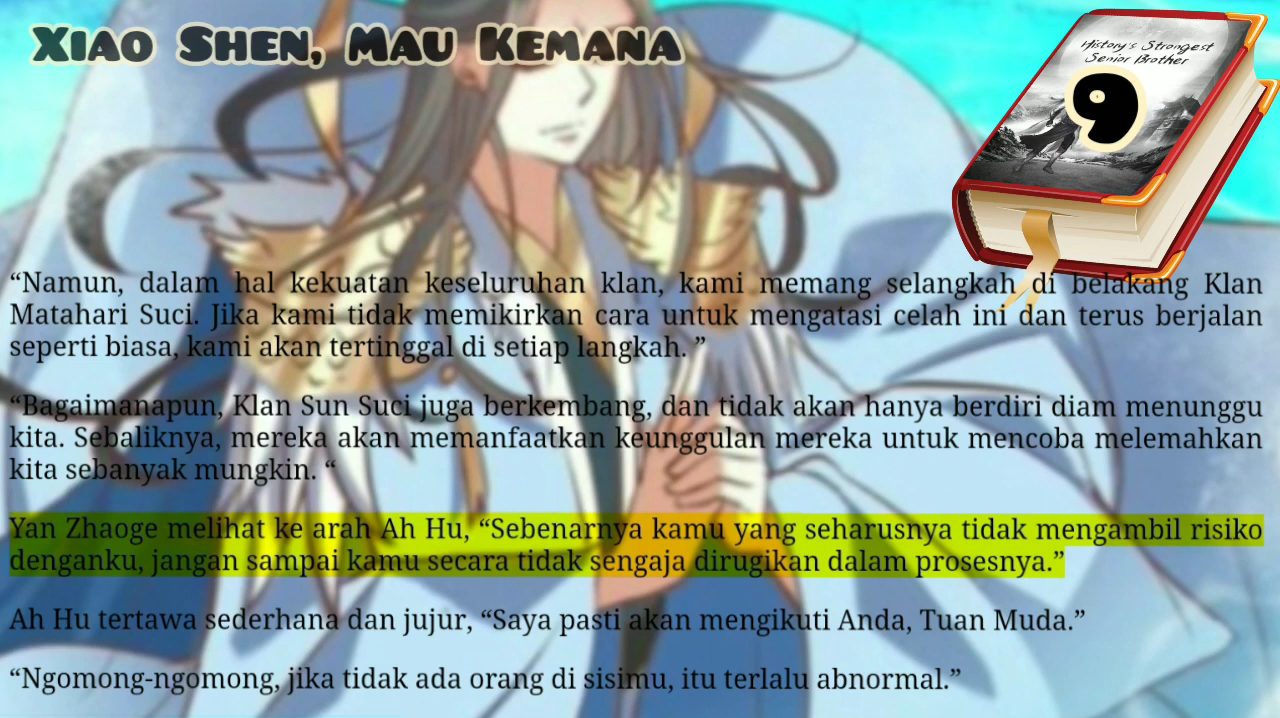 Xiao Shen, Mau Kemana
History's Strongest
Senior Brother
9
“Namun, dalam hal kekuatan keseluruhan klan, kami memang selangkah di belakang Klan
Matahari Suci. Jika kami tidak memikirkan cara untuk mengatasi celah ini dan terus berjalan
seperti biasa, kami akan tertinggal di setiap langkah. ”
“Bagaimanapun, Klan Sun Suci juga berkembang, dan tidak akan hanya berdiri diam menunggu
kita. Sebaliknya, mereka akan memanfaatkan keunggulan mereka untuk mencoba melemahkan
kita sebanyak mungkin. “
Yan Zhaoge melihat ke arah Ah Hu, “Sebenarnya kamu yang seharusnya tidak mengambil risiko
denganku, jangan sampai kamu secara tidak sengaja dirugikan dalam prosesnya.”
Ah Hu tertawa sederhana dan jujur, “Saya pasti akan mengikuti Anda, Tuan Muda.”
“Ngomong-ngomong, jika tidak ada orang di sisimu, itu terlalu abnormal.”